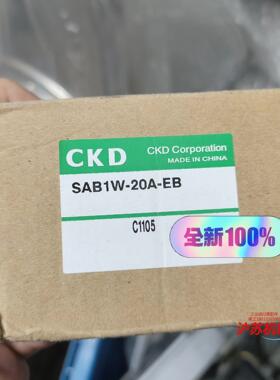 CKD
CKD Corporation
MADE IN CHINA
SAB1W-20A-EB
C1105
全新100%